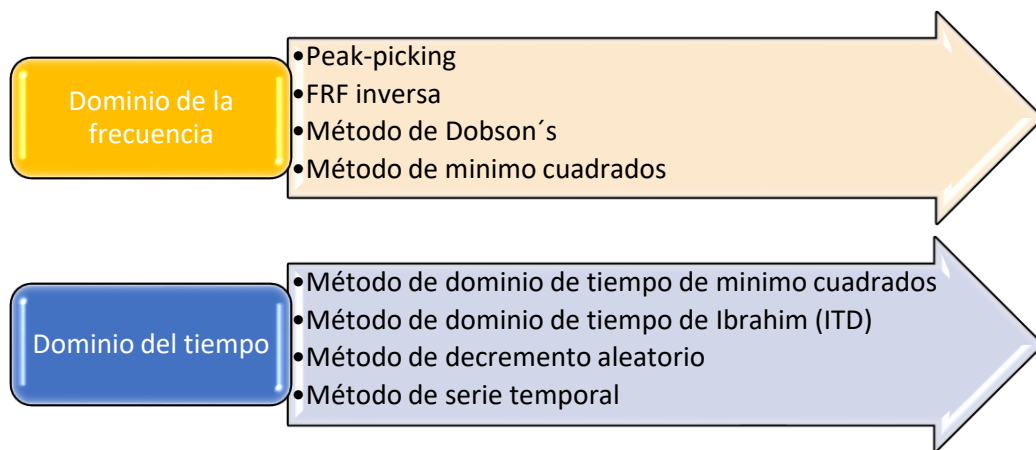 Dominio de la
frecuencia
•Peak-picking
•FRF inversa
•Método de Dobson´s
•Método de minimo cuadrados
Dominio del tiempo
•Método de dominio de tiempo de minimo cuadrados
•Método de dominio de tiempo de Ibrahim (ITD)
•Método de decremento aleatorio
•Método de serie temporal